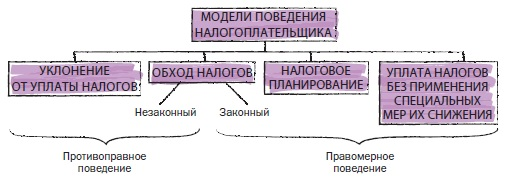 МОДЕЛИ ПОВЕДЕНИЯ
НАЛОГОПЛАТЕЛЬЩИКА
УКЛОНЕНИЕ
ОТ УПЛАТЫ НАЛОГОВ
ОБХОД НАЛОГОВ
НАЛОГОВОЕ
ПЛАНИРОВАНИЕ
УПЛАТА НАЛОГОВ
БЕЗ ПРИМЕНЕНИЯ
СПЕЦИАЛЬНЫХ
МЕР ИХ СНИЖЕНИЯ
Незаконный
Законный
Противоправное
поведение
Правомерное
поведение